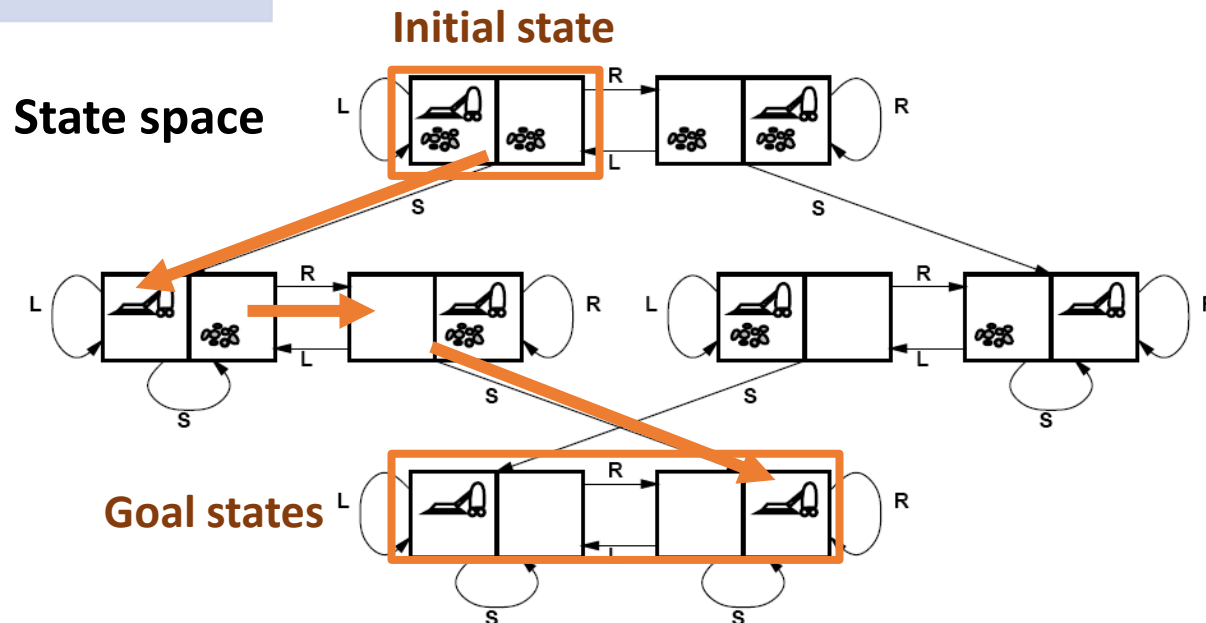 Initial state
State space
L R R
L
S S
L R R L R R
L L
S S S S
Goal states
L R R
L
S S